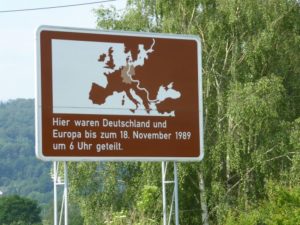 Hier waren Deutschland und
Europa bis zum 18. November 1989
um 6 Uhr geteilt.